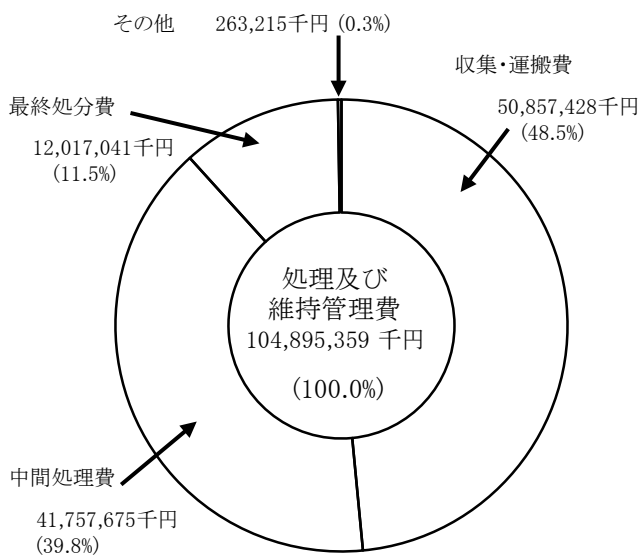 その他 263,215千円 (0.3%)
収集・運搬費
50,857,428千円
(48.5%)
最終処分費
12,017,041千円
(11.5%)
処理及び
維持管理費
104,895,359 千円
(100.0%)
中間処理費
41,757,675千円
(39.8%)